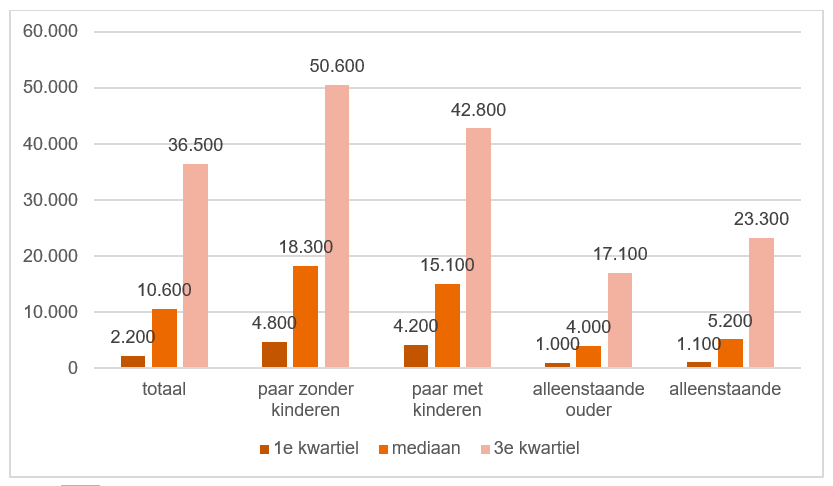 60.000
50.000
40.000
30.000
20.000
10.000
0
2.200
10.600
36.500
4.800
18.300
50.600
4.200
15.100
42.800
1.000
4.000
17.100
1.100
5.200
23.300
totaal
paar zonder
kinderen
paar met
kinderen
alleenstaande
ouder
alleenstaande
1e kwartiel mediaan 3e kwartiel